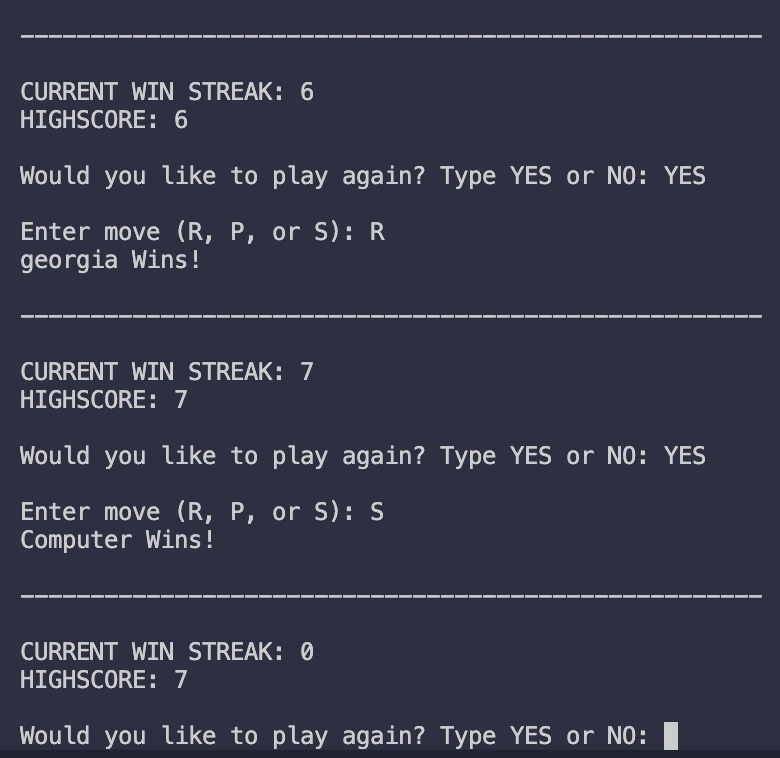 CURRENT WIN STREAK: 6
HIGHSCORE: 6
Would you like to play again? Type YES or NO: YES
Enter move (R, P, or S): R
georgia Wins!
CURRENT WIN STREAK: 7
HIGHSCORE: 7
Would you like to play again? Type YES or NO: YES
Enter move (R, P, or S): S
Computer Wins!
CURRENT WIN STREAK: 0
HIGHSCORE: 7
Would you like to play again? Type YES or NO: